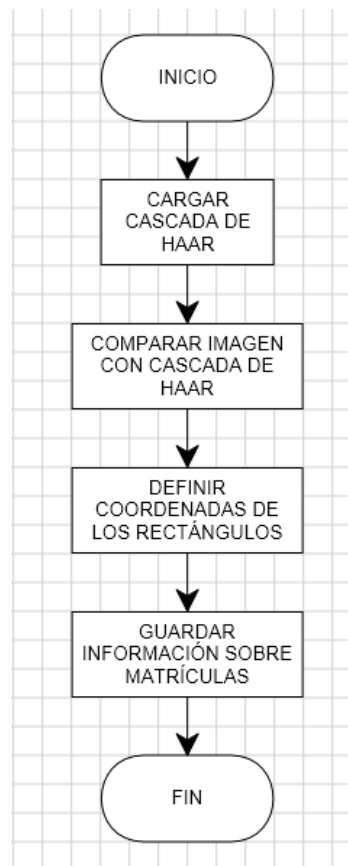 INICIO
CARGAR
CASCADA DE
HAAR
COMPARAR IMAGEN
CON CASCADA DE
HAAR
DEFINIR
COORDENADAS DE
LOS RECTÁNGULOS
GUARDAR
INFORMACIÓN SOBRE
MATRÍCULAS
FIN